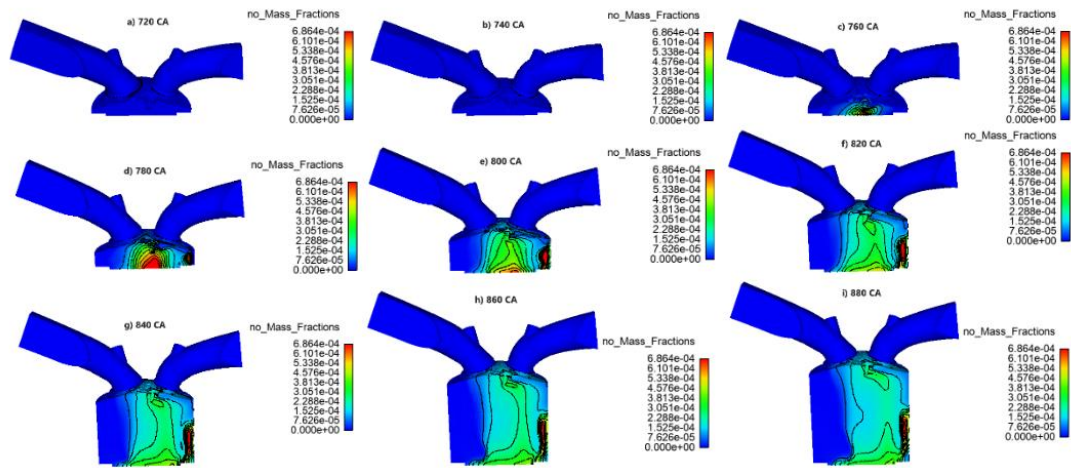 a) 720 CA
no_Mass_Fractions
6.864e-04
6.101e-04
5.338e-04
4.576e-04
3.813e-04
3.051e-04
2.288e-04
1.525e-04
7.626e-05
0.000e+00
b) 740 CA
no_Mass_Fractions
6.864e-04
6.101e-04
5.338e-04
4.576e-04
3.813e-04
3.051e-04
2.288e-04
1.525e-04
7.626e-05
0.000e+00
c) 760 CA
no_Mass_Fractions
6.864e-04
6.101e-04
5.338e-04
4.576e-04
3.813e-04
3.051e-04
2.288e-04
1.525e-04
7.626e-05
0.000e+00
d) 780 CA
no_Mass_Fractions
6.864e-04
6.101e-04
5.338e-04
4.576e-04
3.813e-04
3.051e-04
2.288e-04
1.525e-04
7.626e-05
0.000e+00
e) 800 CA
no_Mass_Fractions
6.864e-04
6.101e-04
5.338e-04
4.576e-04
3.813e-04
3.051e-04
2.288e-04
1.525e-04
7.626e-05
0.000e+00
f) 820 CA
no_Mass_Fractions
6.864e-04
6.101e-04
5.338e-04
4.576e-04
3.813e-04
3.051e-04
2.288e-04
1.525e-04
7.626e-05
0.000e+00
g) 840 CA
no_Mass_Fractions
6.864e-04
6.101e-04
5.338e-04
4.576e-04
3.813e-04
3.051e-04
2.288e-04
1.525e-04
7.626e-05
0.000e+00
h) 860 CA
no_Mass_Fractions
6.864e-04
6.101e-04
5.338e-04
4.576e-04
3.813e-04
3.051e-04
2.288e-04
1.525e-04
7.626e-05
0.000e+00
i) 880 CA
no_Mass_Fractions
6.864e-04
6.101e-04
5.338e-04
4.576e-04
3.813e-04
3.051e-04
2.288e-04
1.525e-04
7.626e-05
0.000e+00